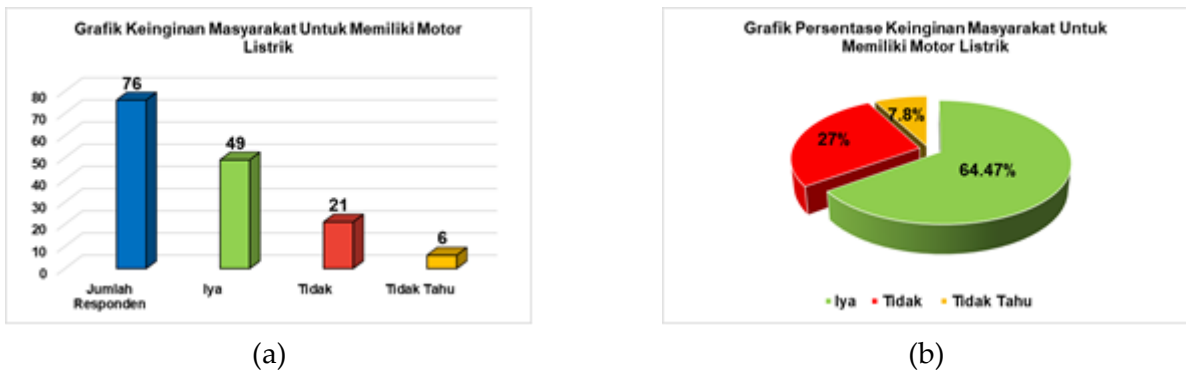 Grafik Keinginan Masyarakat Untuk Memiliki Motor
Listrik
76
49
21
6
80
70
60
50
40
30
20
10
0
Jumlah
Responden
Iya
Tidak
Tidak Tahu
(a)
Grafik Persentase Keinginan Masyarakat Untuk
Memiliki Motor Listrik
7.8%
27%
64.47%
Iya Tidak Tidak Tahu
(b)